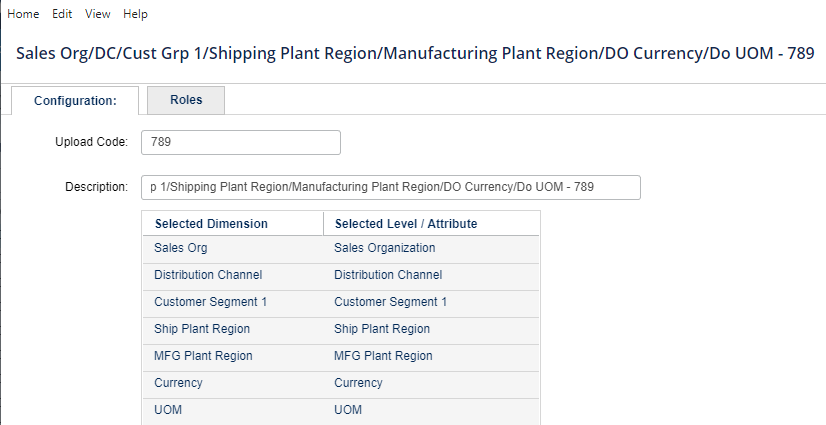 Home Edit View Help
Sales Org/DC/Cust Grp 1/Shipping Plant Region/Manufacturing Plant Region/DO Currency/Do UOM - 789
Configuration: Roles
Upload Code: 789
Description: p 1/Shipping Plant Region/Manufacturing Plant Region/DO Currency/Do UOM - 789
Selected Dimension Selected Level / Attribute
Sales Org Sales Organization
Distribution Channel Distribution Channel
Customer Segment 1 Customer Segment 1
Ship Plant Region Ship Plant Region
MFG Plant Region MFG Plant Region
Currency Currency
UOM UOM